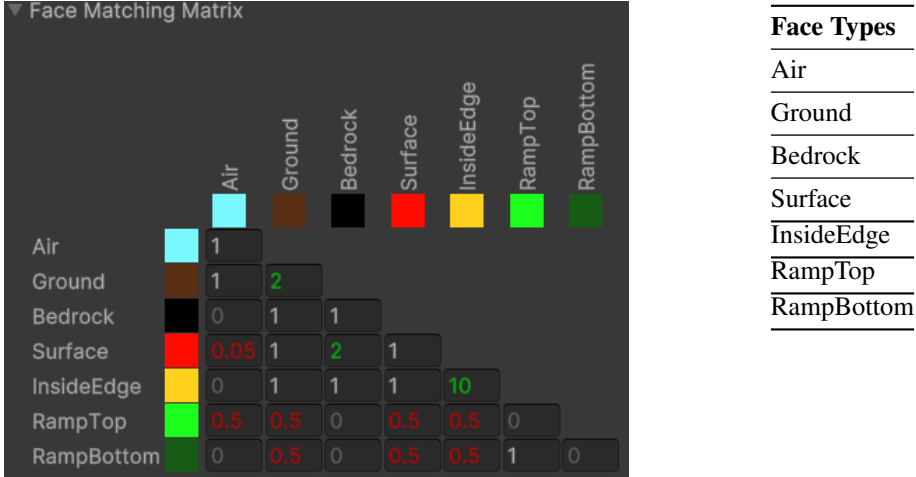 Face Matching Matrix
Air Ground Bedrock Surface InsideEdge RampTop RampBottom
Air 1
Ground 1 2
Bedrock 0 1 1
Surface 0.05 1 2 1
InsideEdge 0 1 1 1 10
RampTop 0.5 0.5 0 0.5 0.5 0
RampBottom 0 0.5 0 0.5 0.5 1 0
Face Types
Air
Ground
Bedrock
Surface
InsideEdge
RampTop
RampBottom